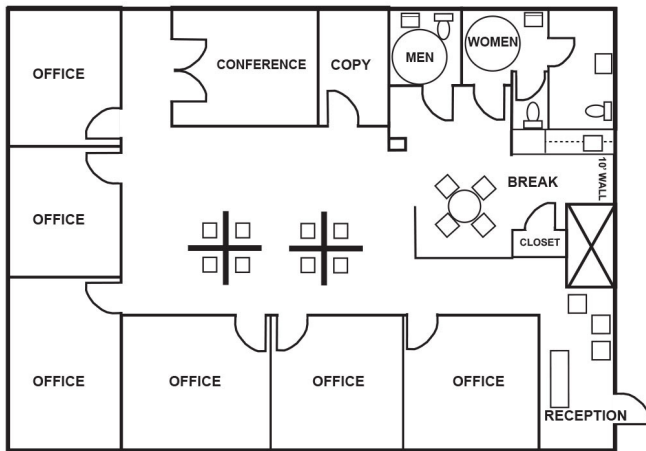 OFFICE
CONFERENCE
COPY
MEN
WOMEN
10' WALL
BREAK
OFFICE
CLOSET
OFFICE
OFFICE
OFFICE
OFFICE
RECEPTION